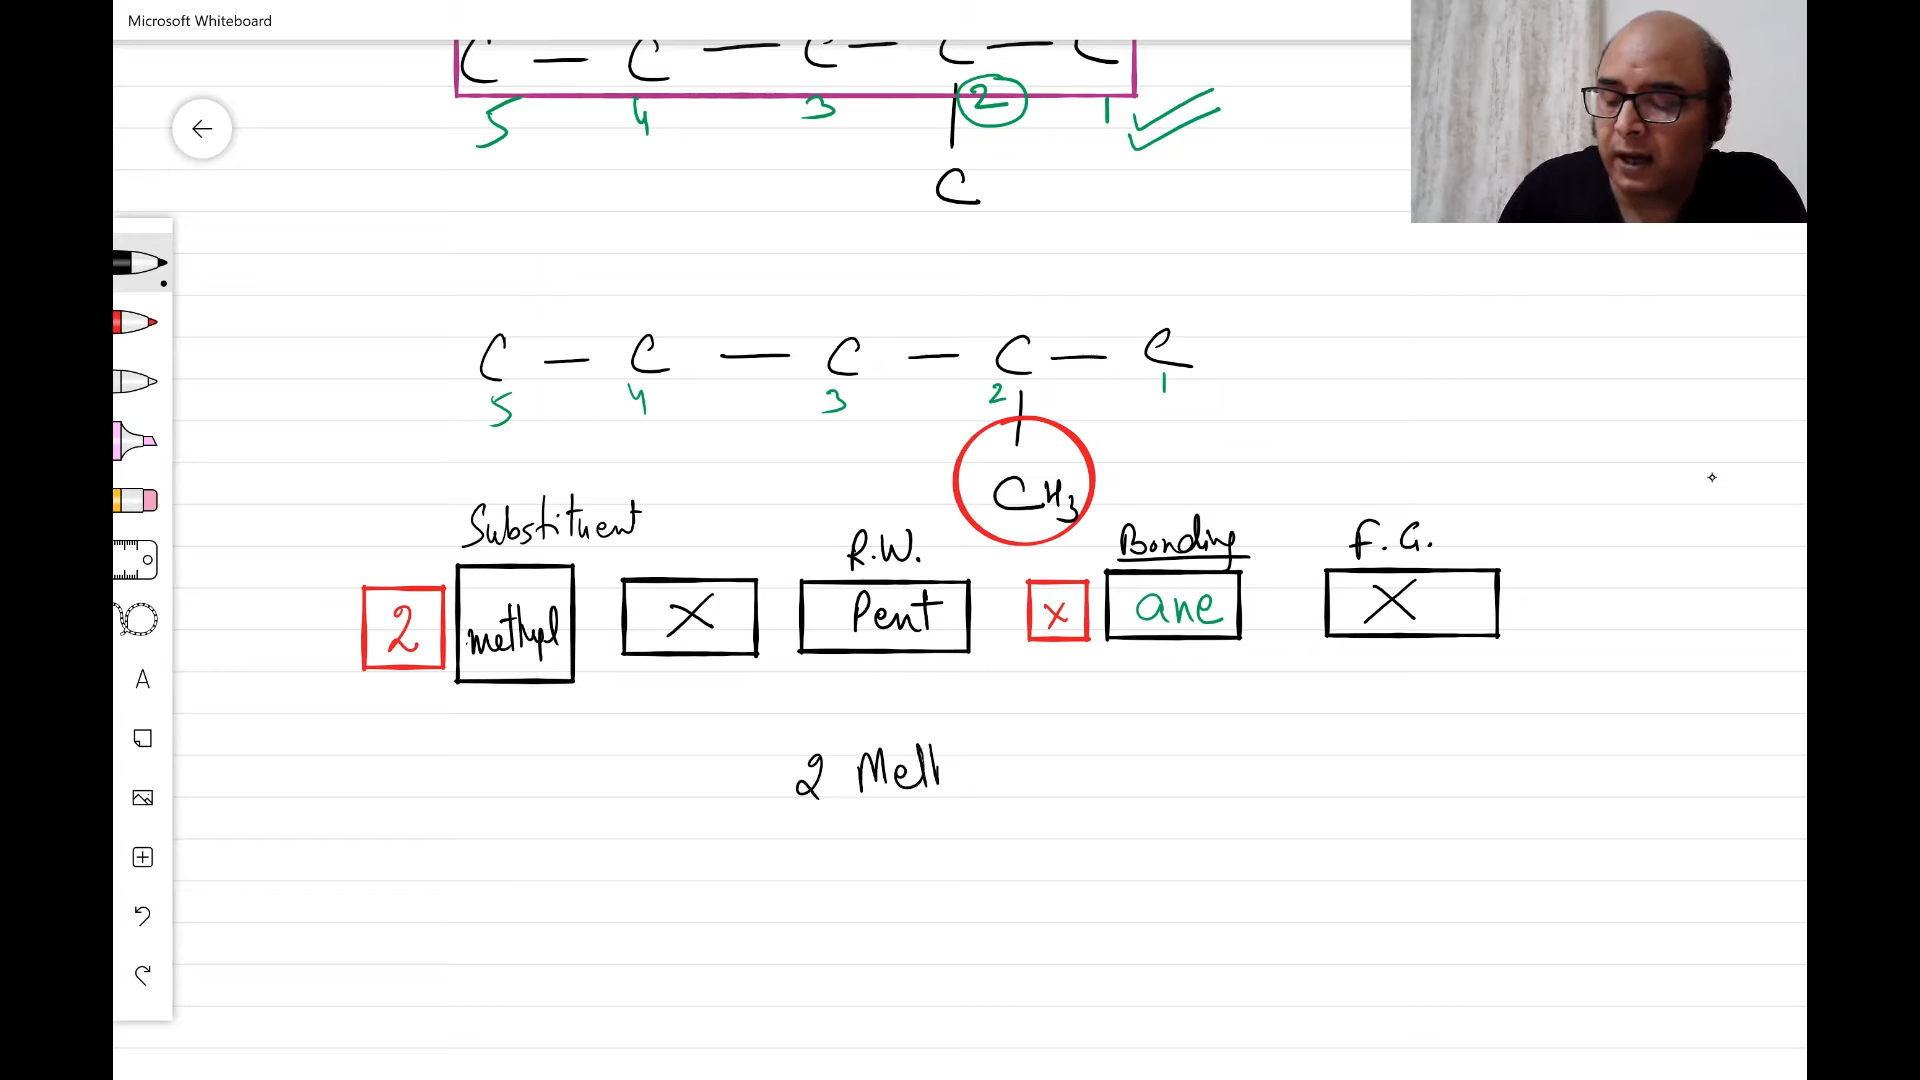 Microsoft Whiteboard
C — C — C — C — C
5 4 3 2 1
C
C — C — C — C — C
5 4 3 2 1
CH3
Substituent R.W. Bonding F.G.
2 methyl X Pent x ane X
2 Meth
A